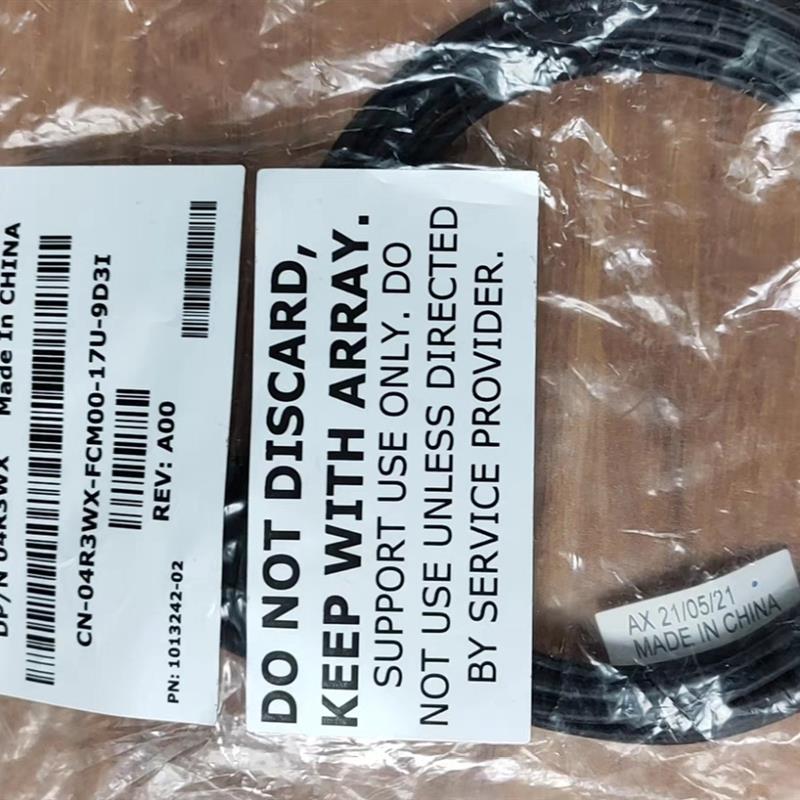 DP/N 04R3WX Made In CHINA
CN-04R3WX-FCM00-17U-9D3I
REV: A00
PN: 1013242-02
DO NOT DISCARD,
KEEP WITH ARRAY.
SUPPORT USE ONLY. DO
NOT USE UNLESS DIRECTED
BY SERVICE PROVIDER.
AX 21/05/21
MADE IN CHINA